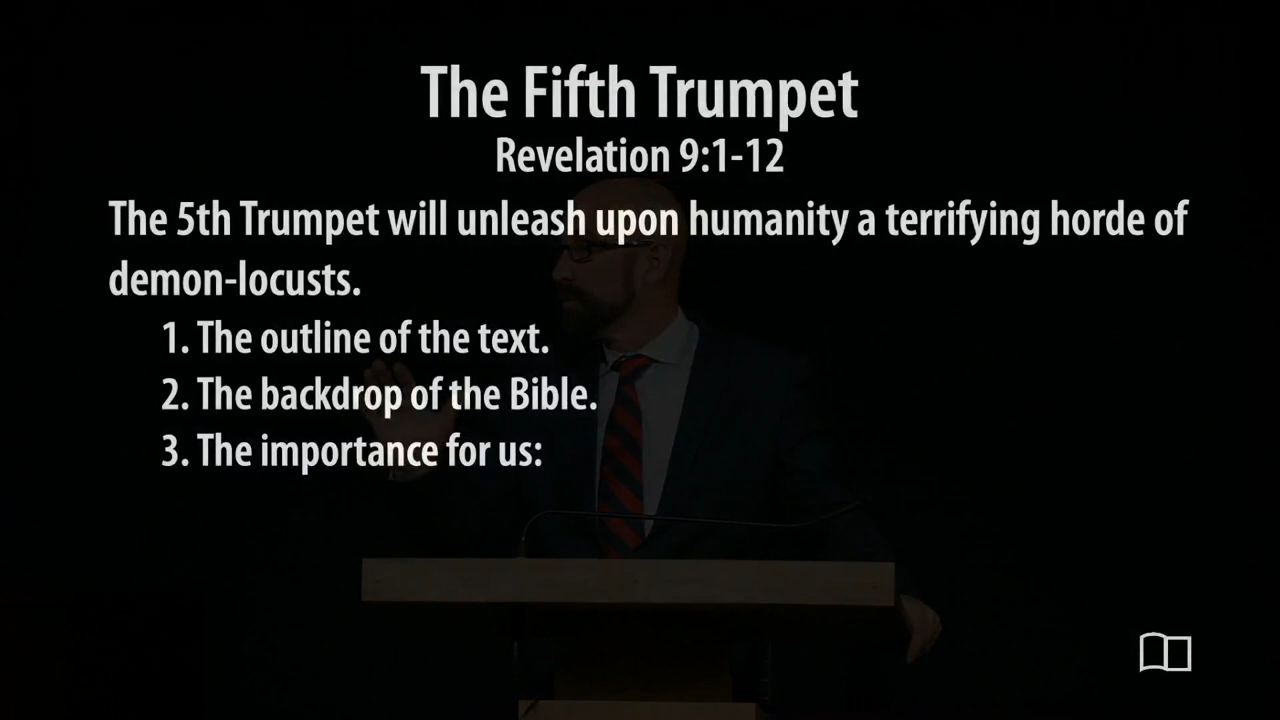 The Fifth Trumpet
Revelation 9:1-12
The 5th Trumpet will unleash upon humanity a terrifying horde of
demon-locusts.
1. The outline of the text.
2. The backdrop of the Bible.
3. The importance for us: